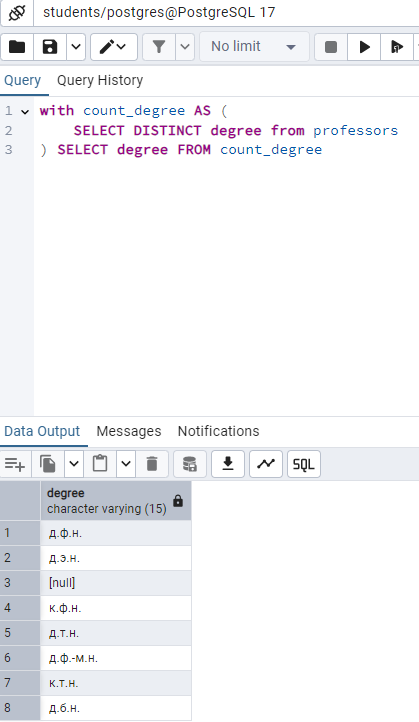 students/postgres@PostgreSQL 17
No limit
Query Query History
1 with count_degree AS (
2 SELECT DISTINCT degree from professors
3 ) SELECT degree FROM count_degree
Data Output Messages Notifications
SQL
degree
character varying (15)
1 д.ф.н.
2 д.э.н.
3 [null]
4 к.ф.н.
5 д.т.н.
6 д.ф.-м.н.
7 к.т.н.
8 д.б.н.